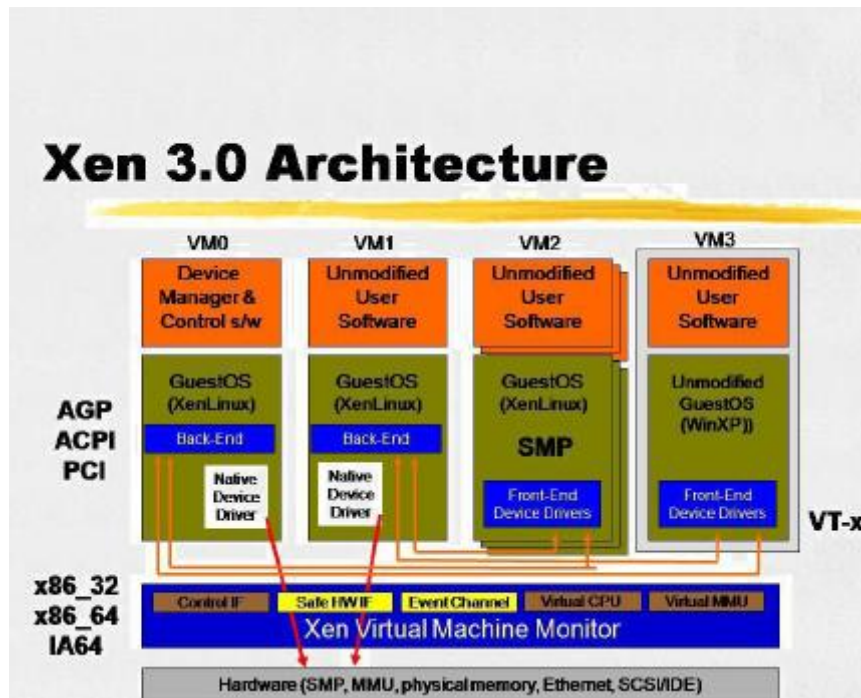 Xen 3.0 Architecture
VM0
VM1
VM2
VM3
Device
Manager &
Control s/w
Unmodified
User
Software
Unmodified
User
Software
Unmodified
User
Software
AGP
ACPI
PCI
GuestOS
(XenLinux)
Back-End
Native
Device
Driver
GuestOS
(XenLinux)
Back-End
Native
Device
Driver
GuestOS
(XenLinux)
SMP
Front-End
Device Drivers
Unmodified
GuestOS
(WinXP))
Front-End
Device Drivers
VT-x
x86_32
x86_64
IA64
Control IF
Safe HW IF
Event Channel
Virtual CPU
Virtual MMU
Xen Virtual Machine Monitor
Hardware (SMP, MMU, physical memory, Ethernet, SCSI/IDE)